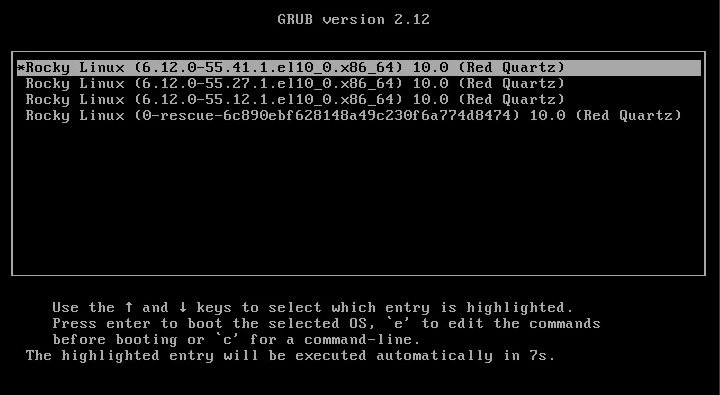 GRUB version 2.12
*Rocky Linux (6.12.0-55.41.1.el10_0.x86_64) 10.0 (Red Quartz)
Rocky Linux (6.12.0-55.27.1.el10_0.x86_64) 10.0 (Red Quartz)
Rocky Linux (6.12.0-55.12.1.el10_0.x86_64) 10.0 (Red Quartz)
Rocky Linux (0-rescue-6c890ebf628148a49c230f6a774d8474) 10.0 (Red Quartz)
Use the ↑ and ↓ keys to select which entry is highlighted.
Press enter to boot the selected OS, `e' to edit the commands
before booting or `c' for a command-line.
The highlighted entry will be executed automatically in 7s.